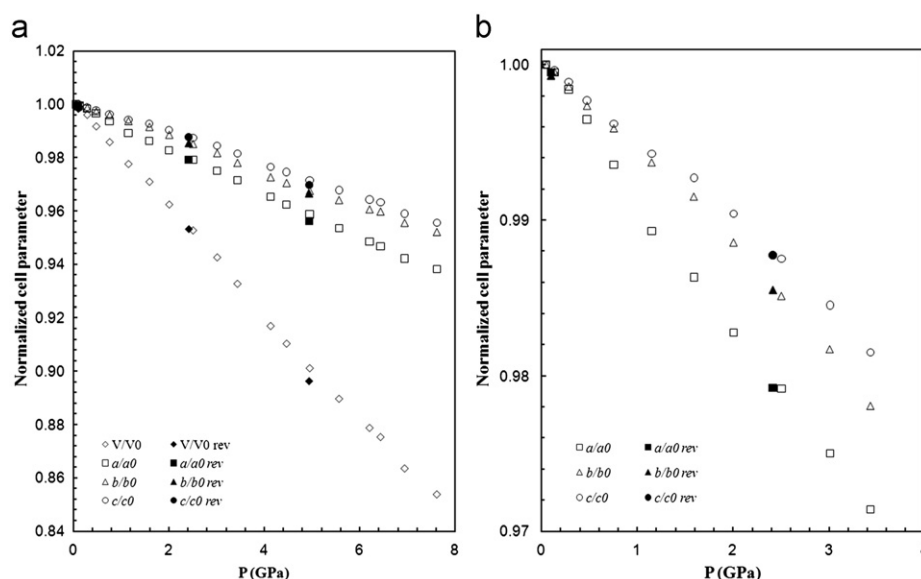 a
1.02
1.00
0.98
0.96
0.94
0.92
0.90
0.88
0.86
0.84
Normalized cell parameter
V/V0
V/V0 rev
a/a0
a/a0 rev
b/b0
b/b0 rev
c/c0
c/c0 rev
0 2 4 6 8
P (GPa)
b
1.00
0.99
0.98
0.97
Normalized cell parameter
a/a0
a/a0 rev
b/b0
b/b0 rev
c/c0
c/c0 rev
0 1 2 3 4
P (GPa)